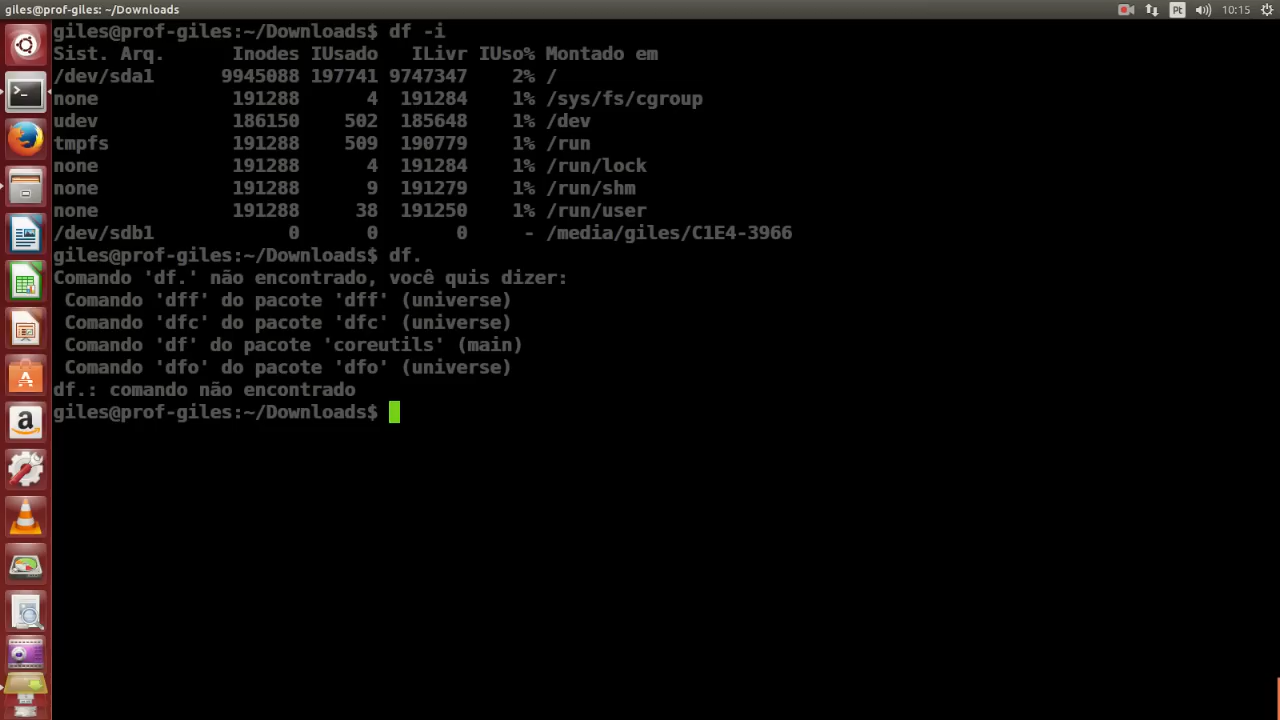 giles@prof-giles: ~/Downloads
Pt
10:15
giles@prof-giles:~/Downloads$ df -i
Sist. Arq.      Inodes IUsado   ILivr IUso% Montado em
/dev/sda1      9945088 197741 9747347    2% /
none            191288      4  191284    1% /sys/fs/cgroup
udev            186150    502  185648    1% /dev
tmpfs           191288    509  190779    1% /run
none            191288      4  191284    1% /run/lock
none            191288      9  191279    1% /run/shm
none            191288     38  191250    1% /run/user
/dev/sdb1            0      0       0     - /media/giles/C1E4-3966
giles@prof-giles:~/Downloads$ df.
Comando 'df.' não encontrado, você quis dizer:
 Comando 'dff' do pacote 'dff' (universe)
 Comando 'dfc' do pacote 'dfc' (universe)
 Comando 'df' do pacote 'coreutils' (main)
 Comando 'dfo' do pacote 'dfo' (universe)
df.: comando não encontrado
giles@prof-giles:~/Downloads$